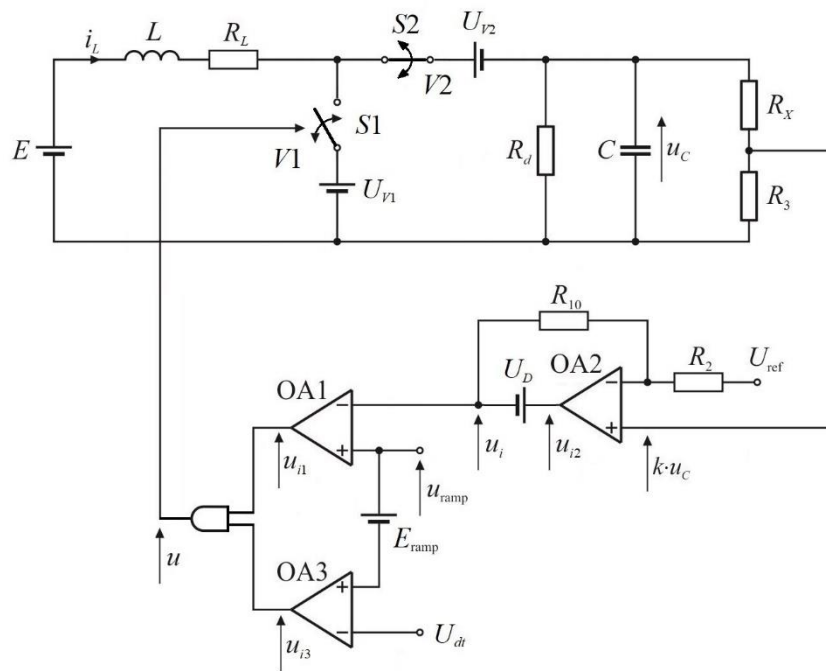 i_L
L
R_L
S2
U_V2
V2
E
V1
S1
U_V1
R_d
C
u_C
R_X
R_3
R_10
OA2
R_2
U_ref
U_D
−
+
OA1
−
+
u_i1
u_i
u_i2
k·u_C
u_ramp
E_ramp
u
OA3
+
−
u_i3
U_dt